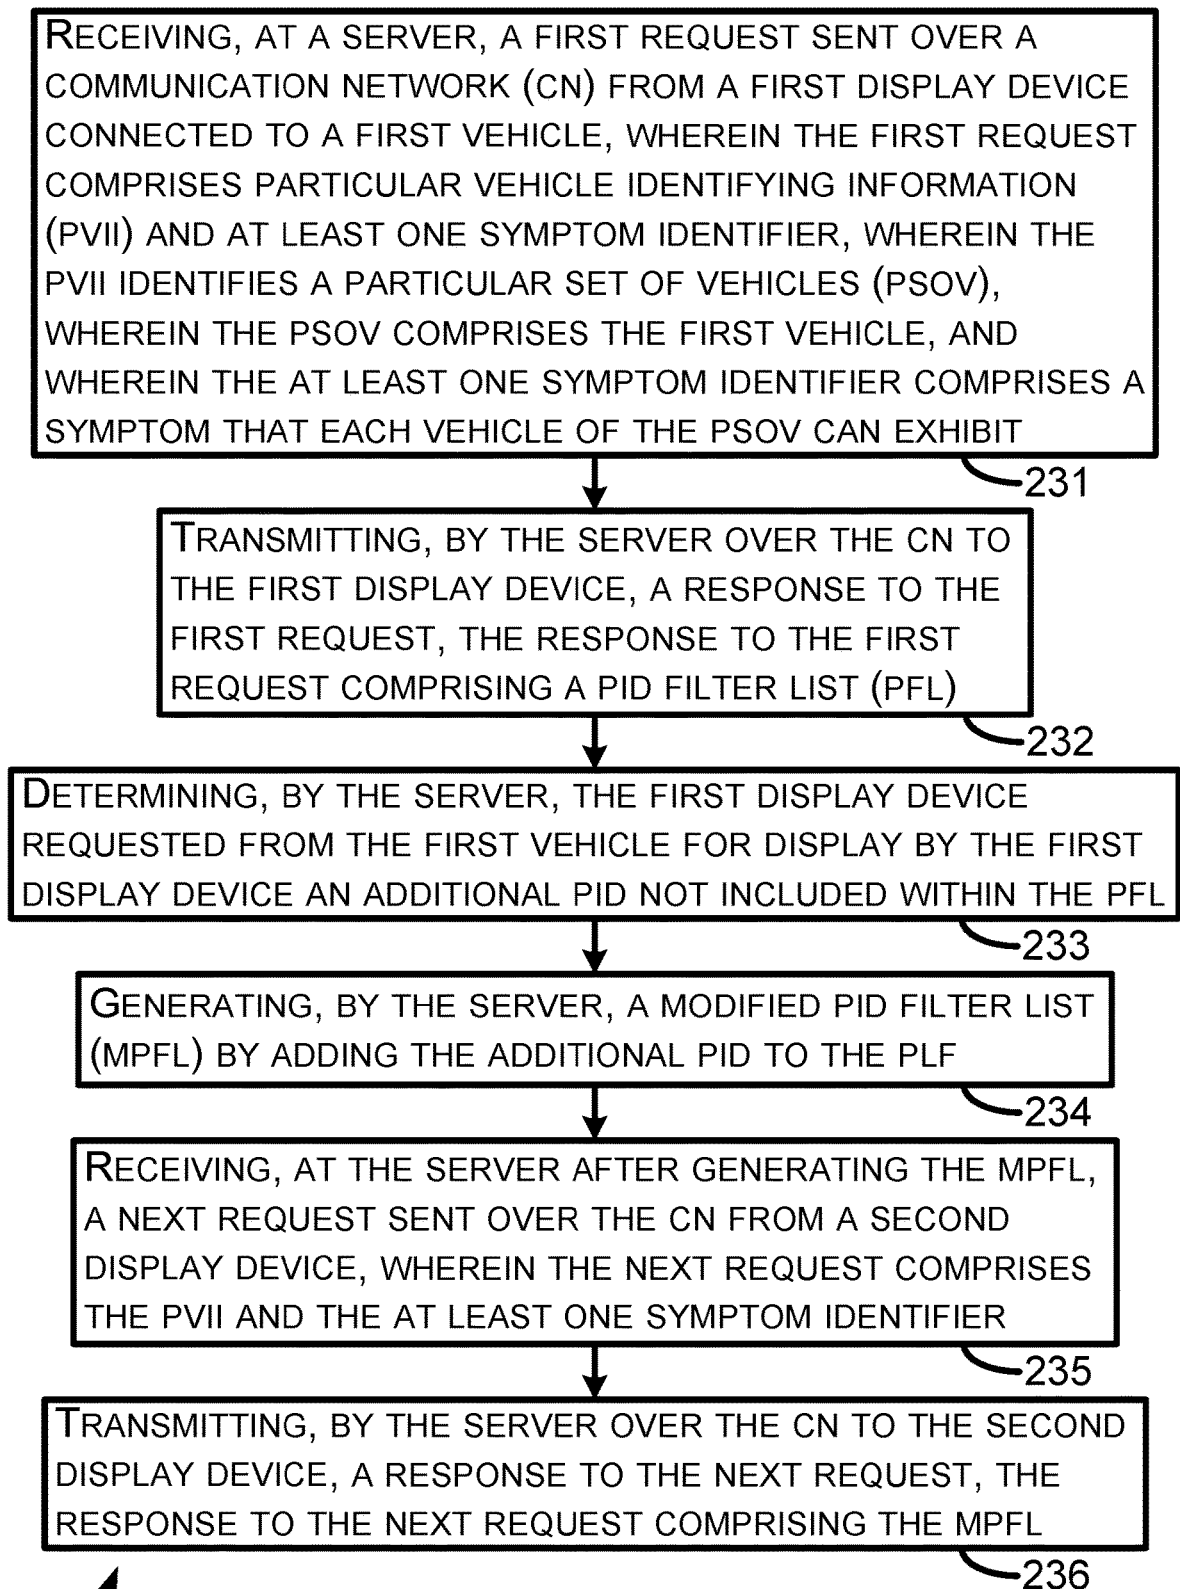 RECEIVING, AT A SERVER, A FIRST REQUEST SENT OVER A
COMMUNICATION NETWORK (CN) FROM A FIRST DISPLAY DEVICE
CONNECTED TO A FIRST VEHICLE, WHEREIN THE FIRST REQUEST
COMPRISES PARTICULAR VEHICLE IDENTIFYING INFORMATION
(PVII) AND AT LEAST ONE SYMPTOM IDENTIFIER, WHEREIN THE
PVII IDENTIFIES A PARTICULAR SET OF VEHICLES (PSOV),
WHEREIN THE PSOV COMPRISES THE FIRST VEHICLE, AND
WHEREIN THE AT LEAST ONE SYMPTOM IDENTIFIER COMPRISES A
SYMPTOM THAT EACH VEHICLE OF THE PSOV CAN EXHIBIT
231
TRANSMITTING, BY THE SERVER OVER THE CN TO
THE FIRST DISPLAY DEVICE, A RESPONSE TO THE
FIRST REQUEST, THE RESPONSE TO THE FIRST
REQUEST COMPRISING A PID FILTER LIST (PFL)
232
DETERMINING, BY THE SERVER, THE FIRST DISPLAY DEVICE
REQUESTED FROM THE FIRST VEHICLE FOR DISPLAY BY THE FIRST
DISPLAY DEVICE AN ADDITIONAL PID NOT INCLUDED WITHIN THE PFL
233
GENERATING, BY THE SERVER, A MODIFIED PID FILTER LIST
(MPFL) BY ADDING THE ADDITIONAL PID TO THE PLF
234
RECEIVING, AT THE SERVER AFTER GENERATING THE MPFL,
A NEXT REQUEST SENT OVER THE CN FROM A SECOND
DISPLAY DEVICE, WHEREIN THE NEXT REQUEST COMPRISES
THE PVII AND THE AT LEAST ONE SYMPTOM IDENTIFIER
235
TRANSMITTING, BY THE SERVER OVER THE CN TO THE SECOND
DISPLAY DEVICE, A RESPONSE TO THE NEXT REQUEST, THE
RESPONSE TO THE NEXT REQUEST COMPRISING THE MPFL
236